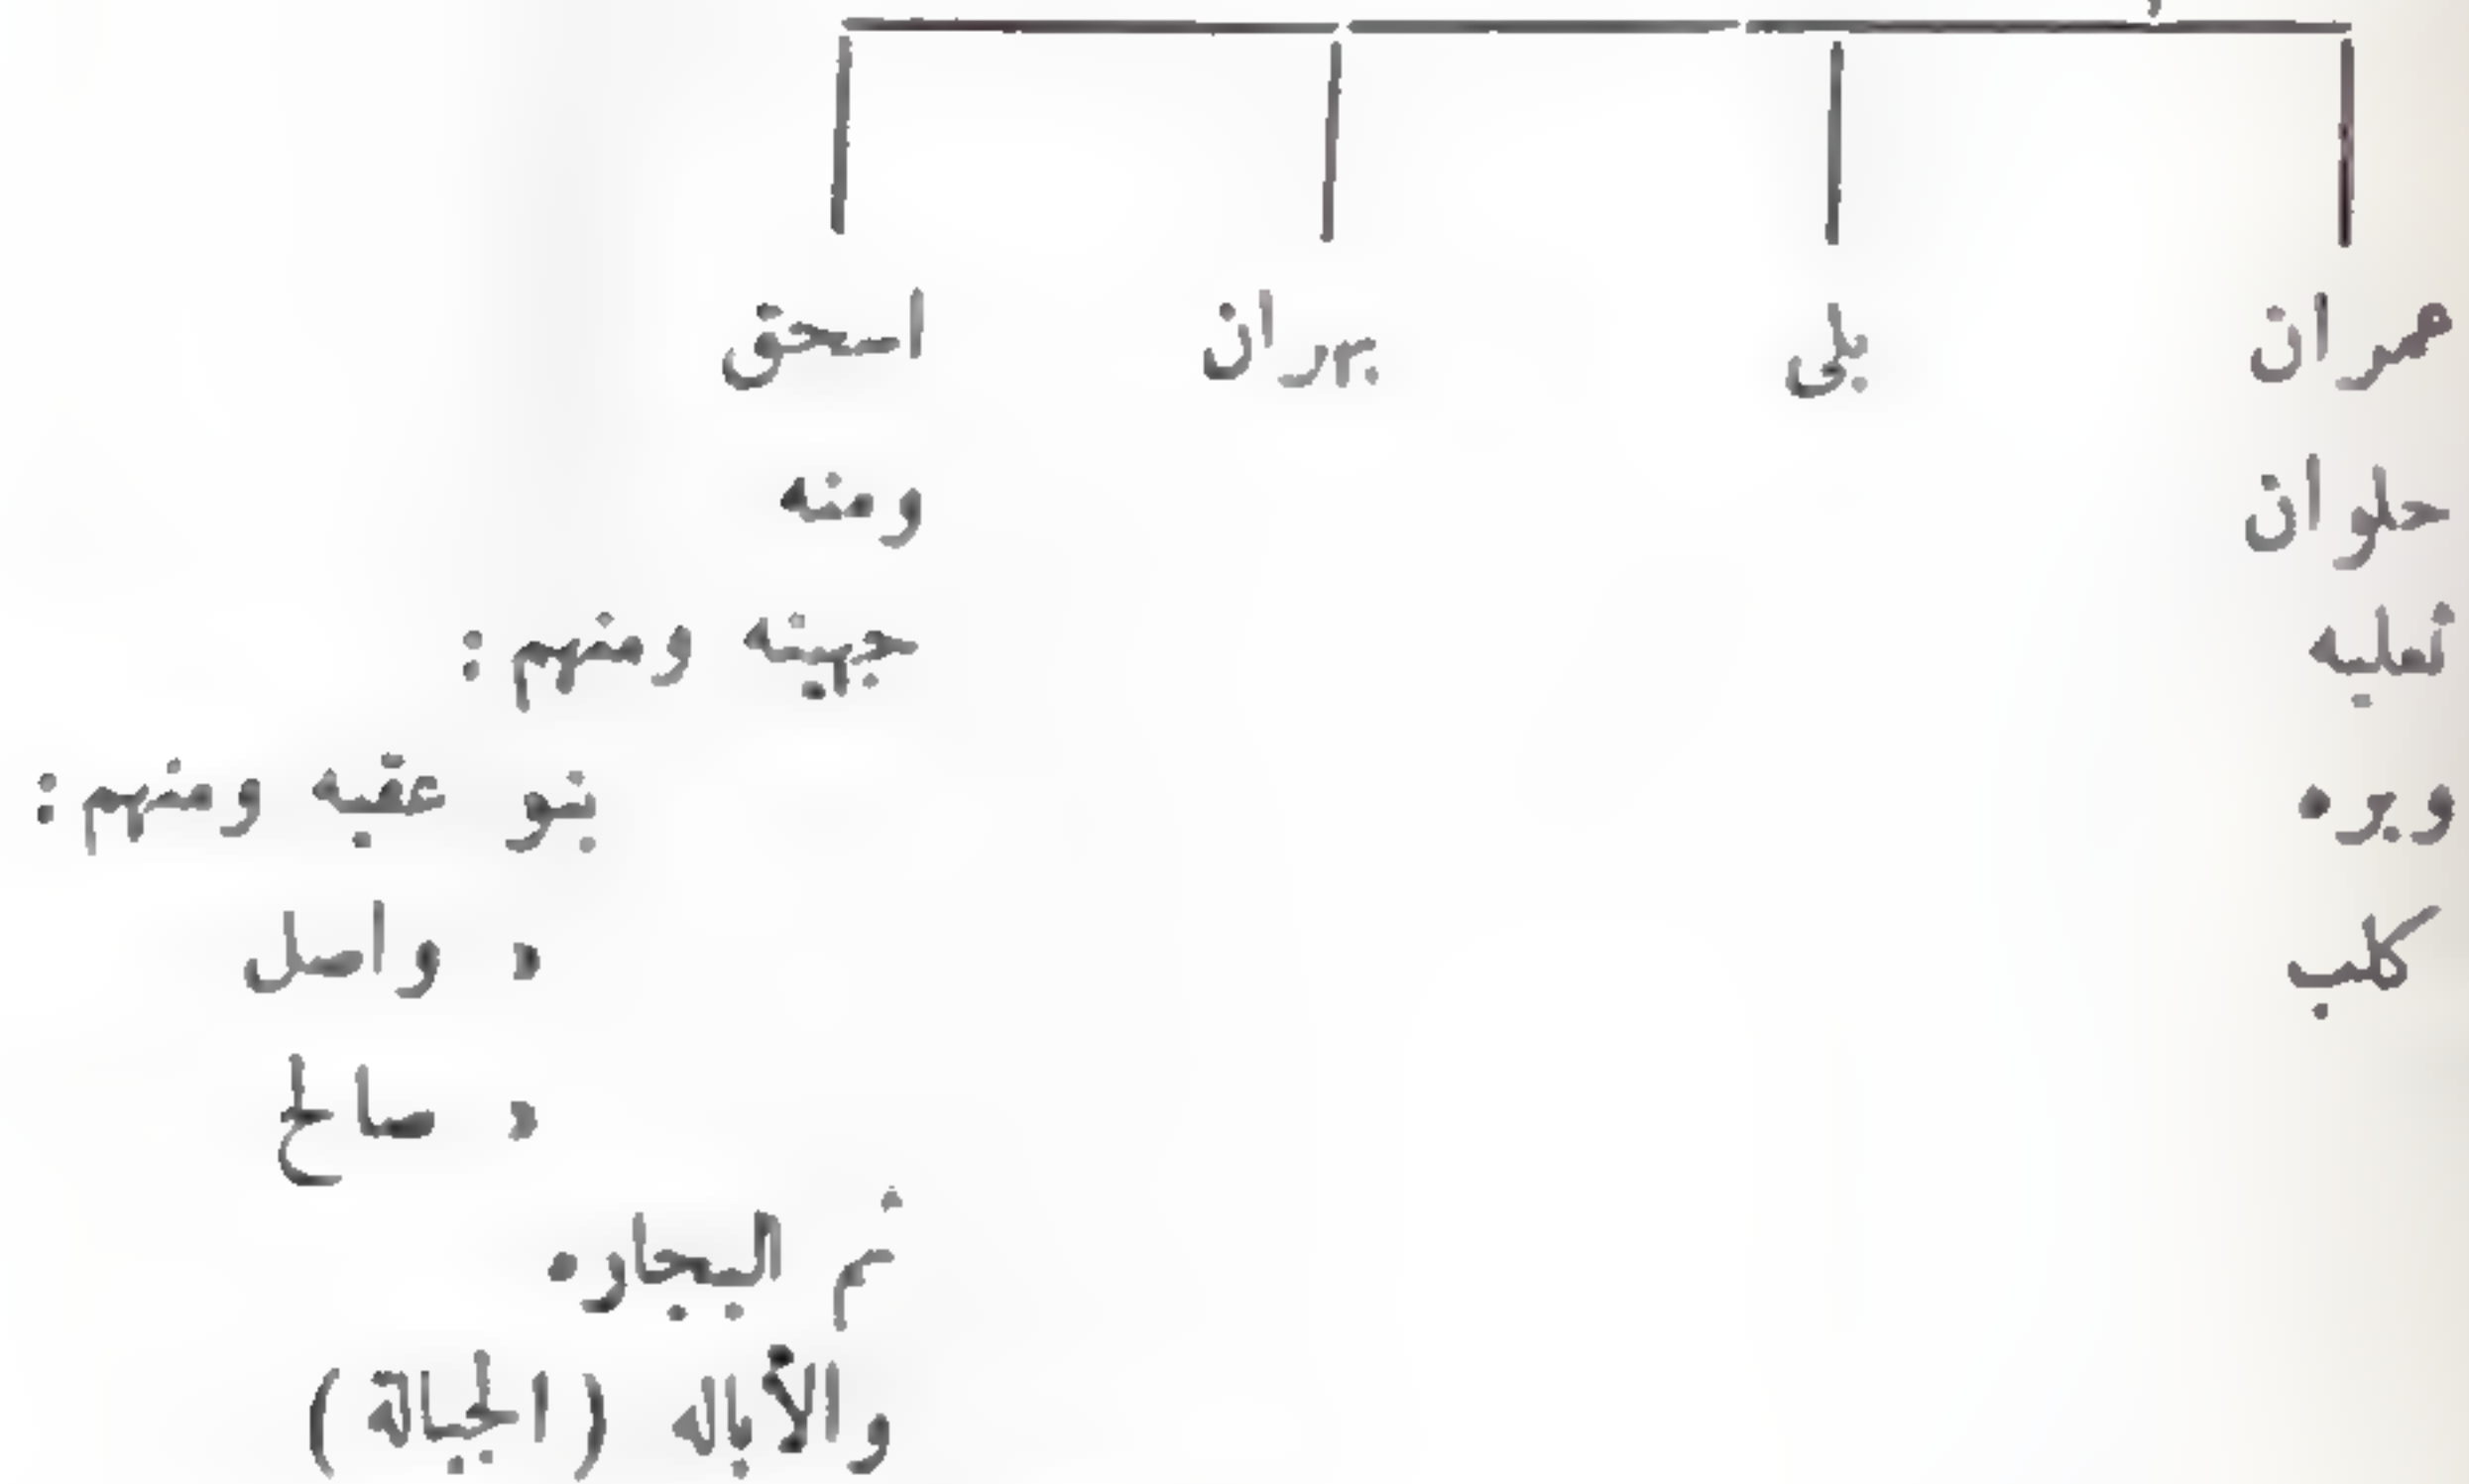 مران بلى بهران اسحق
حلوان ومنه
ثعلبه جهينه ومنهم :
وبره بنو عقبه ومنهم :
كلب د واصل
د صالح
ثم البجاره
والأباله ( الجبالة )